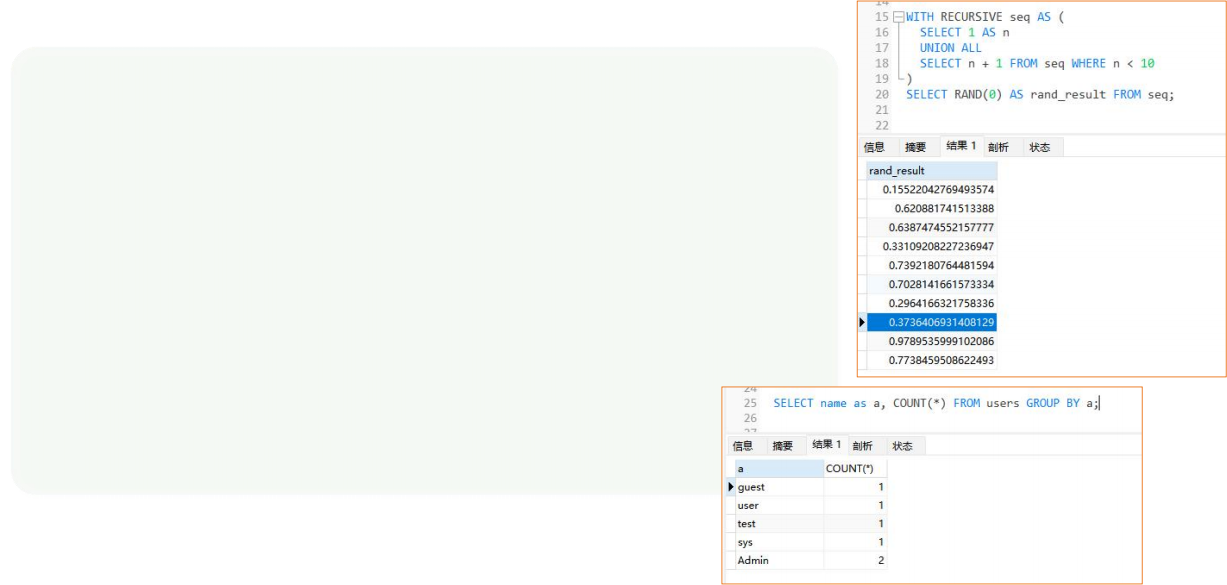 14
15 WITH RECURSIVE seq AS (
16 SELECT 1 AS n
17 UNION ALL
18 SELECT n + 1 FROM seq WHERE n < 10
19 )
20 SELECT RAND(0) AS rand_result FROM seq;
21
22
信息 摘要 结果 1 剖析 状态
rand_result
0.15522042769493574
0.620881741513388
0.6387474552157777
0.33109208227236947
0.7392180764481594
0.7028141661573334
0.2964166321758336
0.3736406931408129
0.9789535999102086
0.7738459508622493
24
25 SELECT name as a, COUNT(*) FROM users GROUP BY a;
26
27
信息 摘要 结果 1 剖析 状态
a COUNT(*)
guest 1
user 1
test 1
sys 1
Admin 2